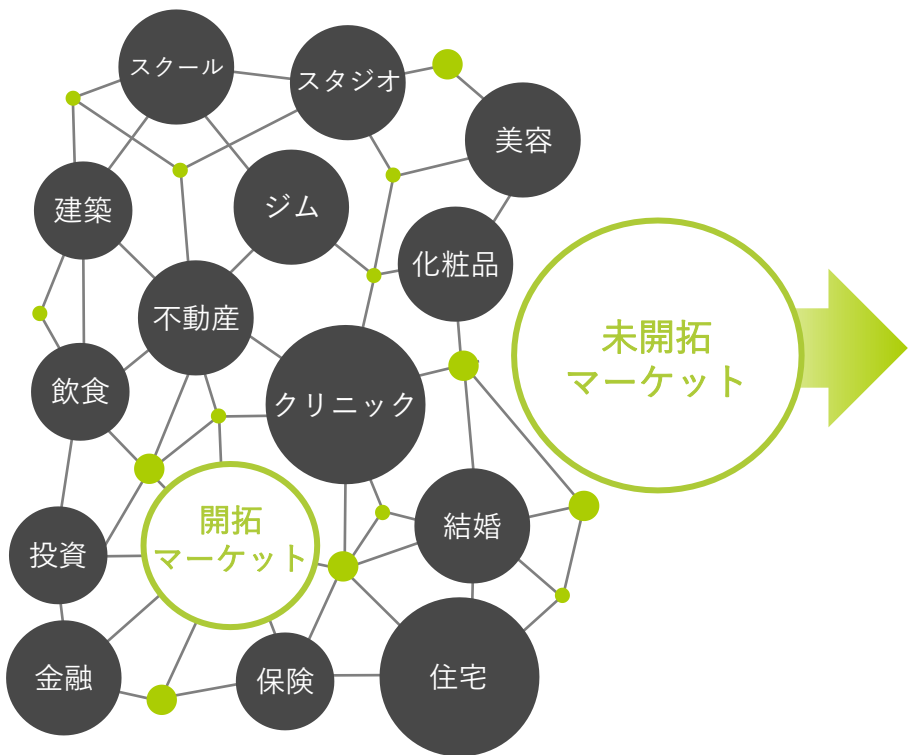 スクール
スタジオ
美容
建築
ジム
化粧品
不動産
未開拓
マーケット
飲食
クリニック
開拓
マーケット
結婚
投資
金融
保険
住宅